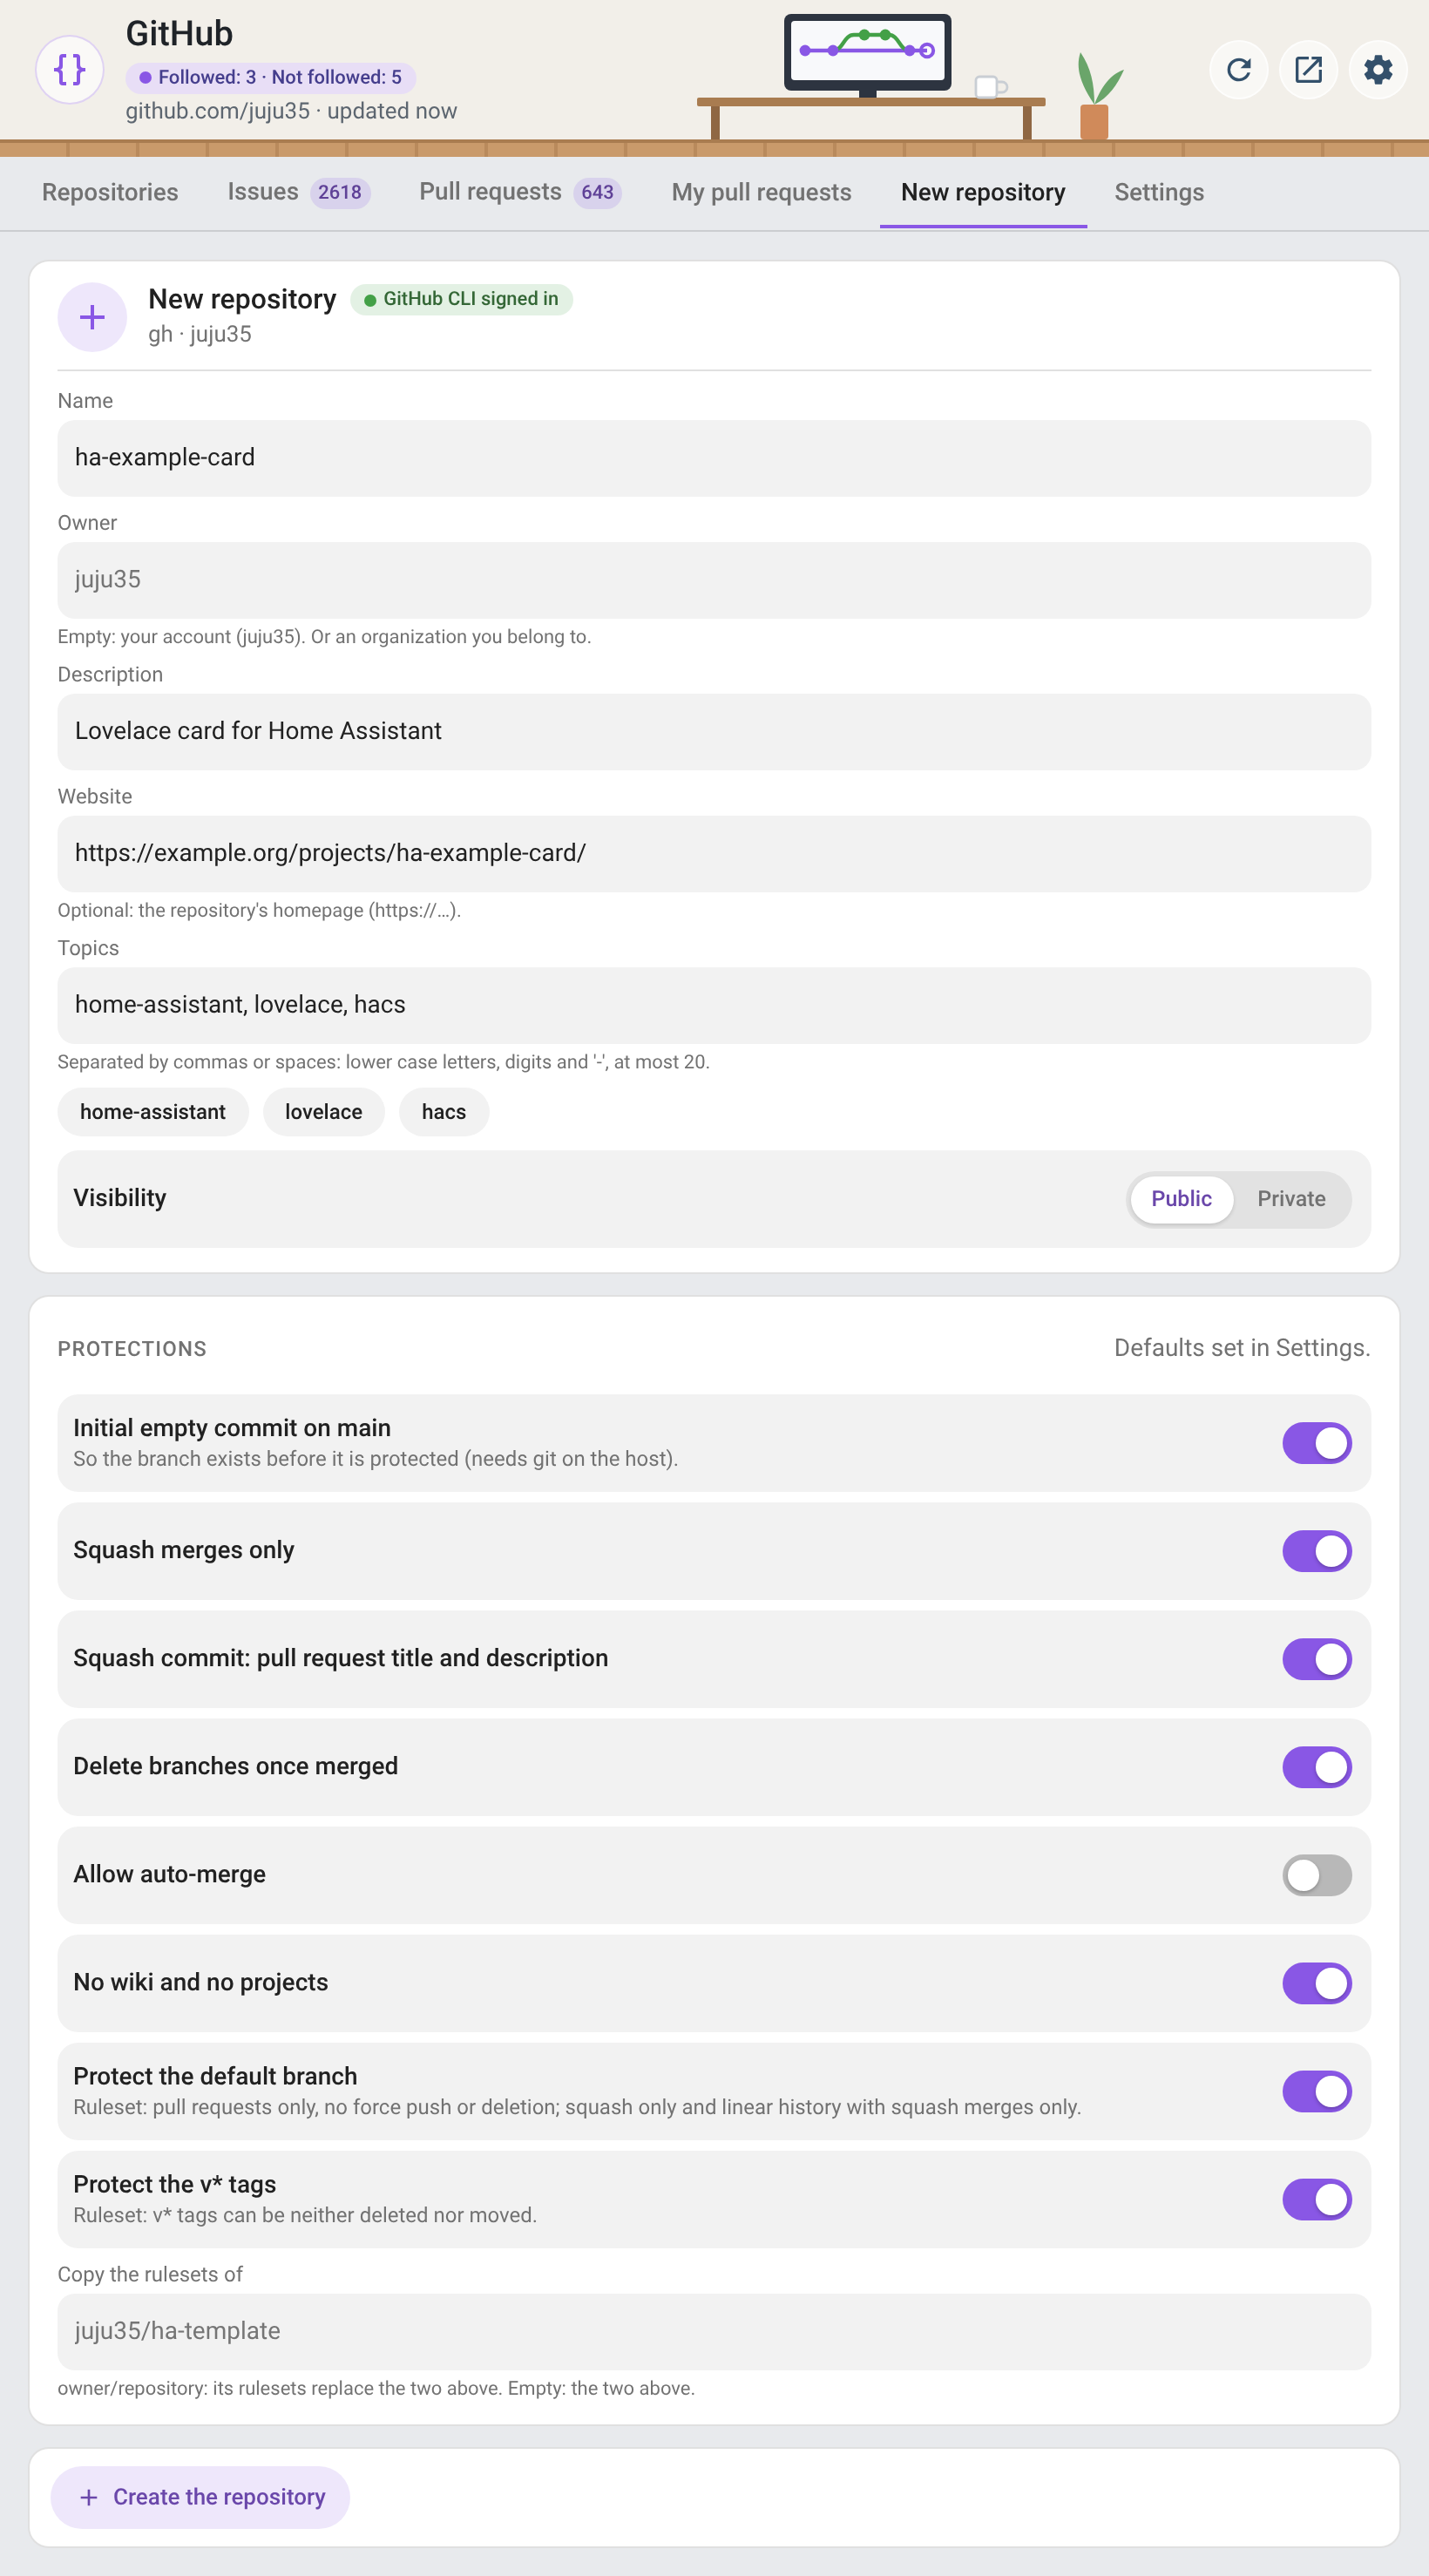 GitHub
Followed: 3 · Not followed: 5
github.com/juju35 · updated now
Repositories
Issues 2618
Pull requests 643
My pull requests
New repository
Settings
New repository
GitHub CLI signed in
gh · juju35
Name
ha-example-card
Owner
juju35
Empty: your account (juju35). Or an organization you belong to.
Description
Lovelace card for Home Assistant
Website
https://example.org/projects/ha-example-card/
Optional: the repository's homepage (https://…).
Topics
home-assistant, lovelace, hacs
Separated by commas or spaces: lower case letters, digits and '-', at most 20.
home-assistant
lovelace
hacs
Visibility
Public
Private
PROTECTIONS
Defaults set in Settings.
Initial empty commit on main
So the branch exists before it is protected (needs git on the host).
Squash merges only
Squash commit: pull request title and description
Delete branches once merged
Allow auto-merge
No wiki and no projects
Protect the default branch
Ruleset: pull requests only, no force push or deletion; squash only and linear history with squash merges only.
Protect the v* tags
Ruleset: v* tags can be neither deleted nor moved.
Copy the rulesets of
juju35/ha-template
owner/repository: its rulesets replace the two above. Empty: the two above.
Create the repository